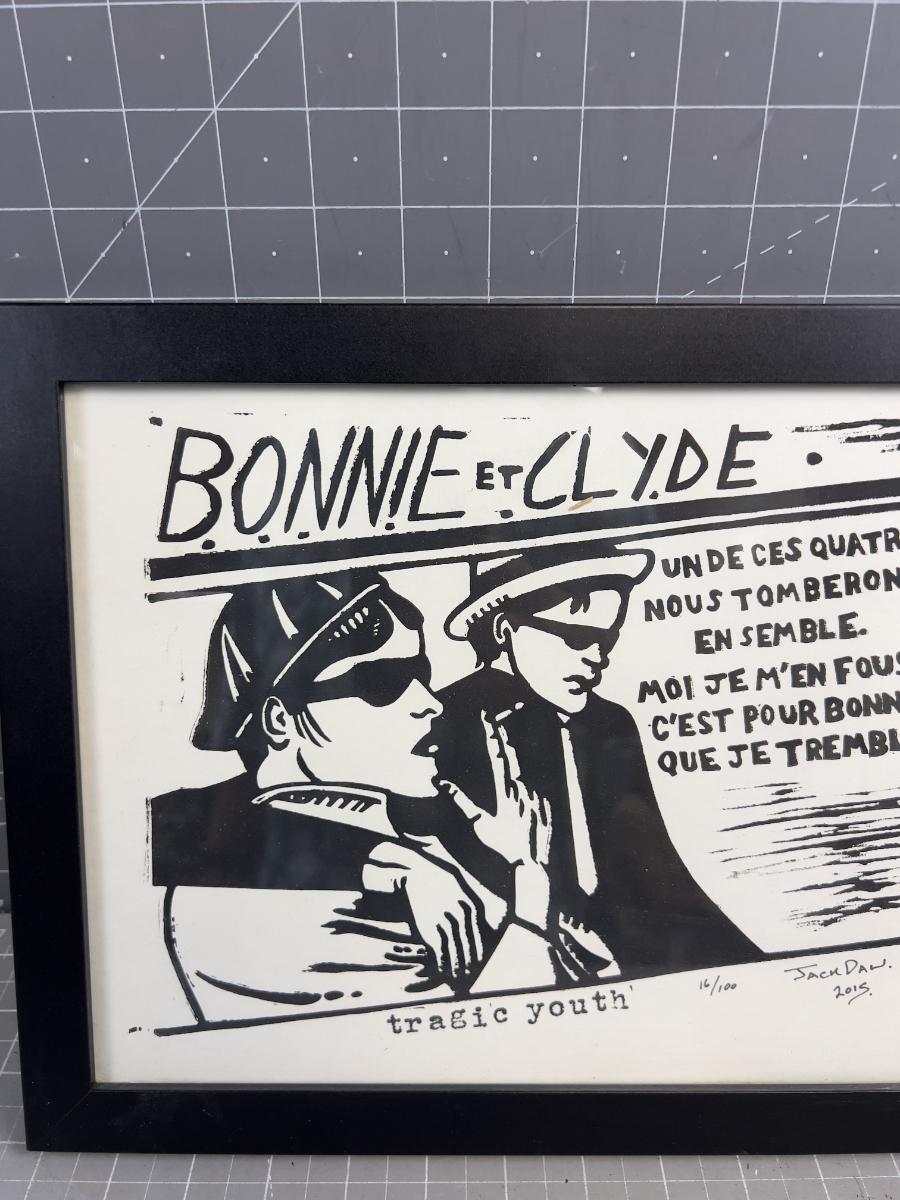 BONNIE ET CLYDE.
UN DE CES QUATR
NOUS TOMBERON
EN SEMBLE.
MOI JE M'EN FOUS
C'EST POUR BONN
QUE JE TREMBL
tragic youth
16/100
JACK DAW.
2015.